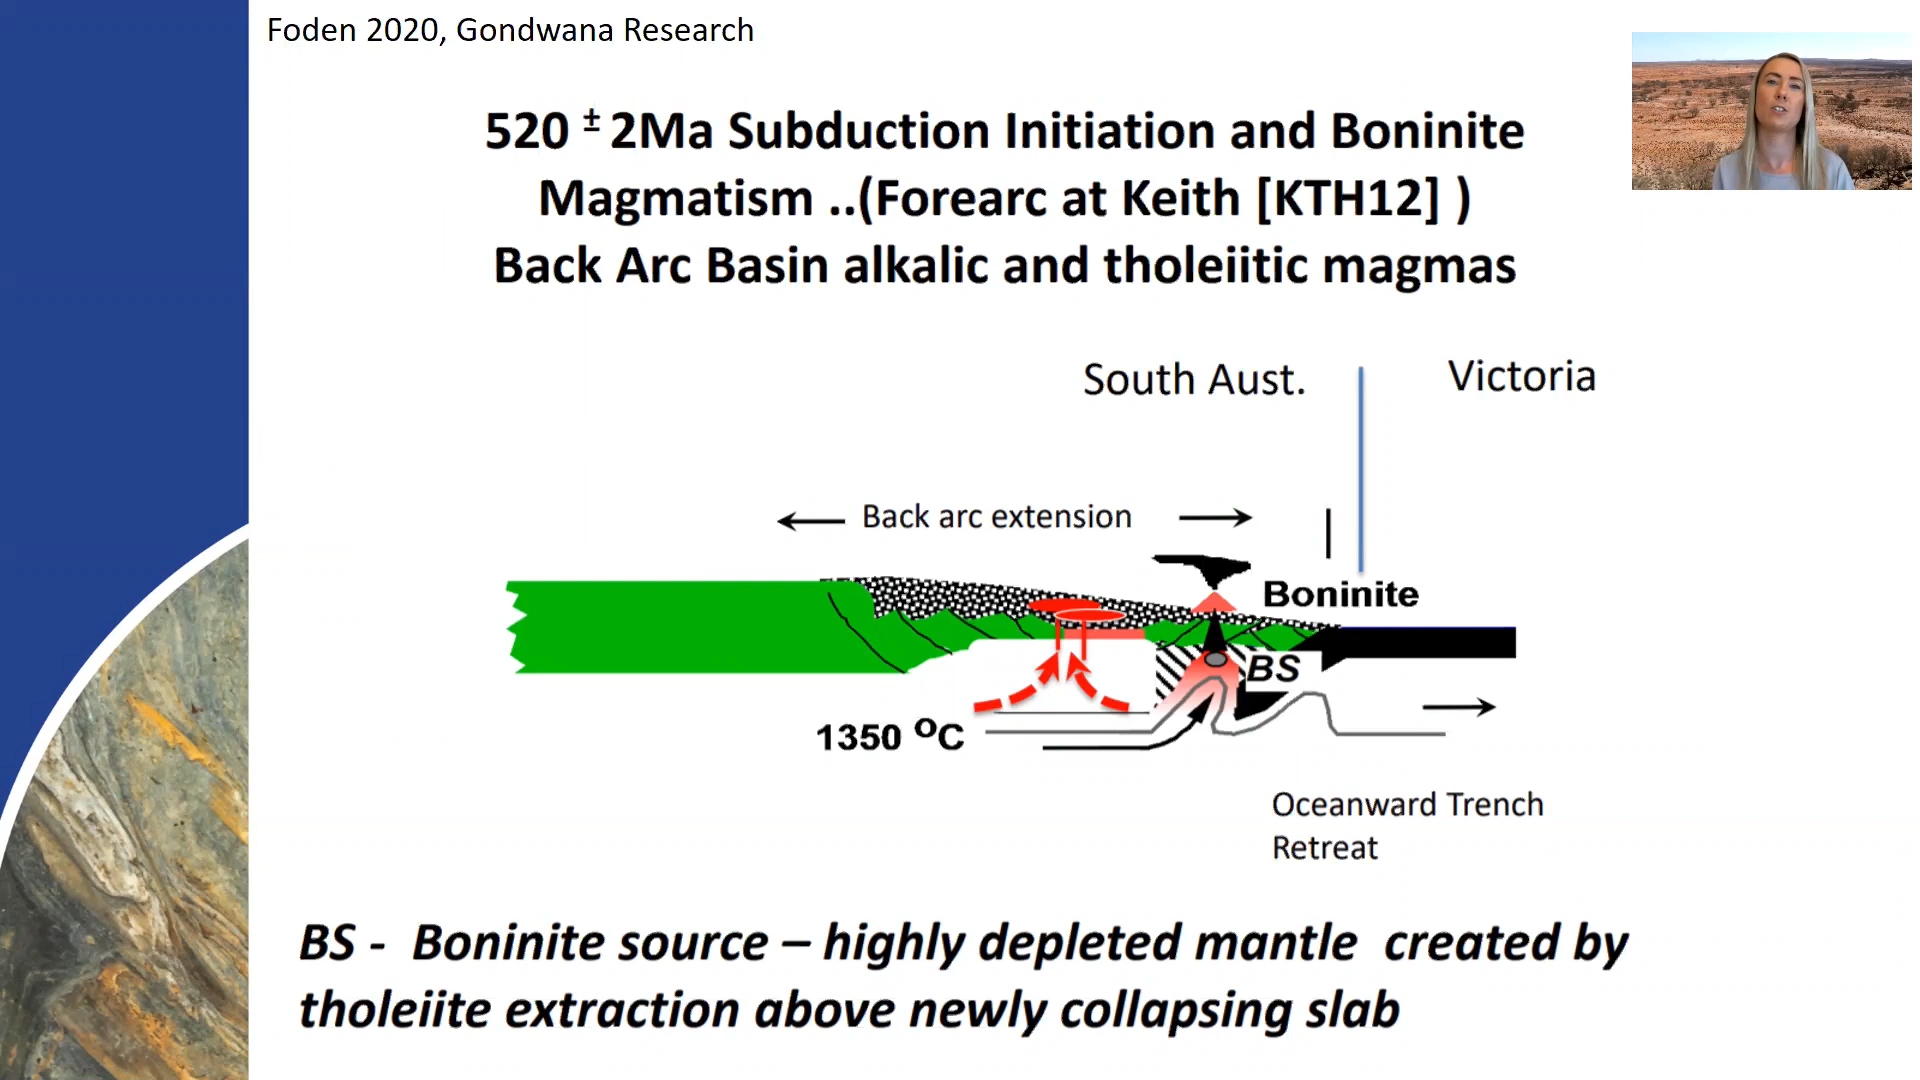 Foden 2020, Gondwana Research
520 ± 2Ma Subduction Initiation and Boninite
Magmatism ..(Forearc at Keith [KTH12] )
Back Arc Basin alkalic and tholeiitic magmas
South Aust.
Victoria
Back arc extension
Boninite
BS
1350 ºC
Oceanward Trench
Retreat
BS - Boninite source – highly depleted mantle created by
tholeiite extraction above newly collapsing slab